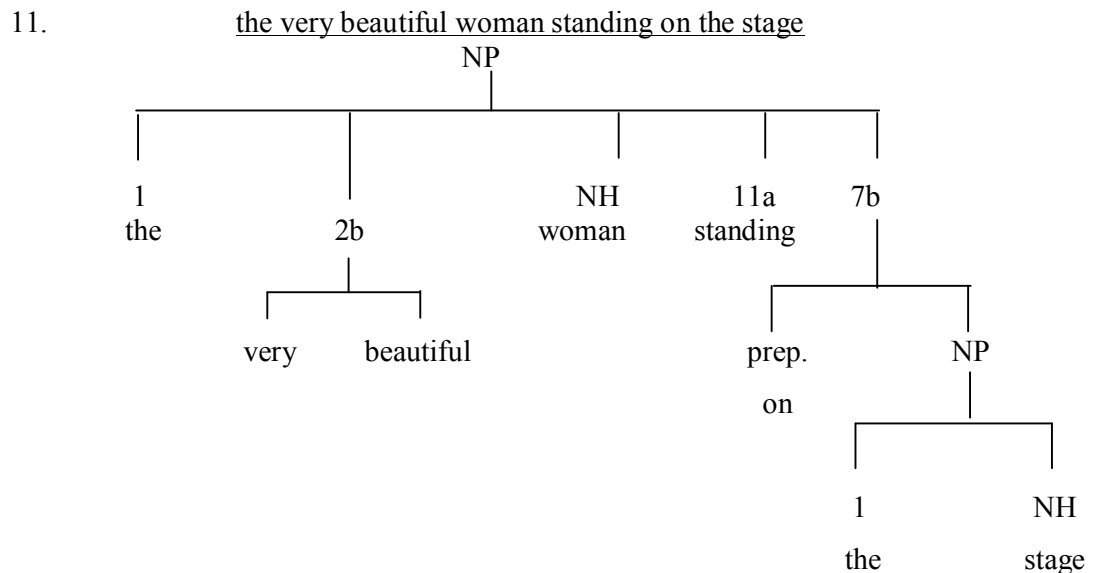 11. the very beautiful woman standing on the stage
NP
1 NH 11a 7b
the 2b woman standing
very beautiful prep. NP
on
1 NH
the stage